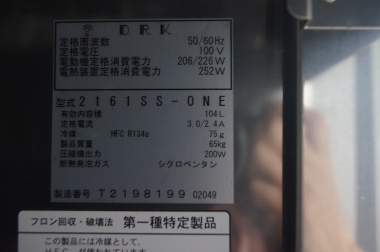 DRK
定格周波数 50/60Hz
定格電圧 100V
電動機定格消費電力 206/226W
電熱装置定格消費電力 252W
型式 2161SS-ONE
有効内容積 104L
定格電流 3.0/2.4A
冷媒 HFC R134a 75g
製品質量 65kg
圧縮機出力 200W
断熱発泡ガス シクロペンタン
製造番号 T2198199 02049
フロン回収・破壊法 第一種特定製品
この製品には冷媒として、